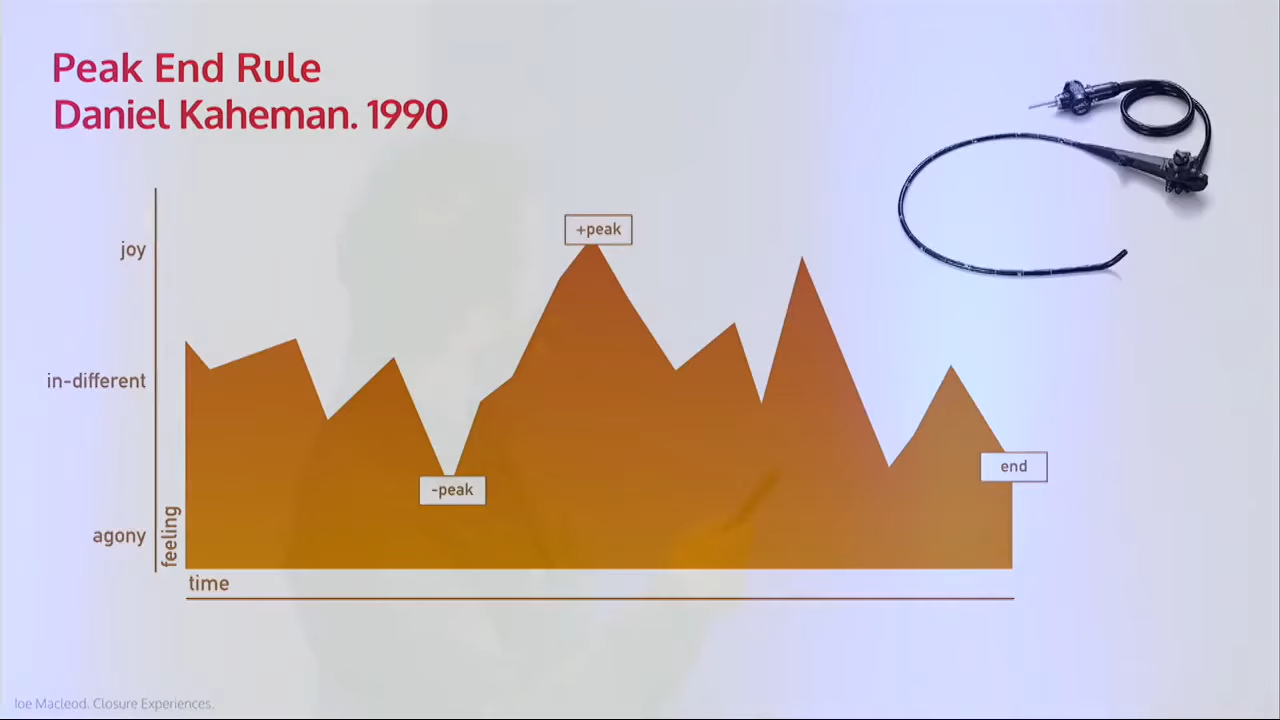 Peak End Rule
Daniel Kaheman. 1990
joy
+peak
in-different
end
-peak
agony
feeling
time
Joe Macleod. Closure Experiences.